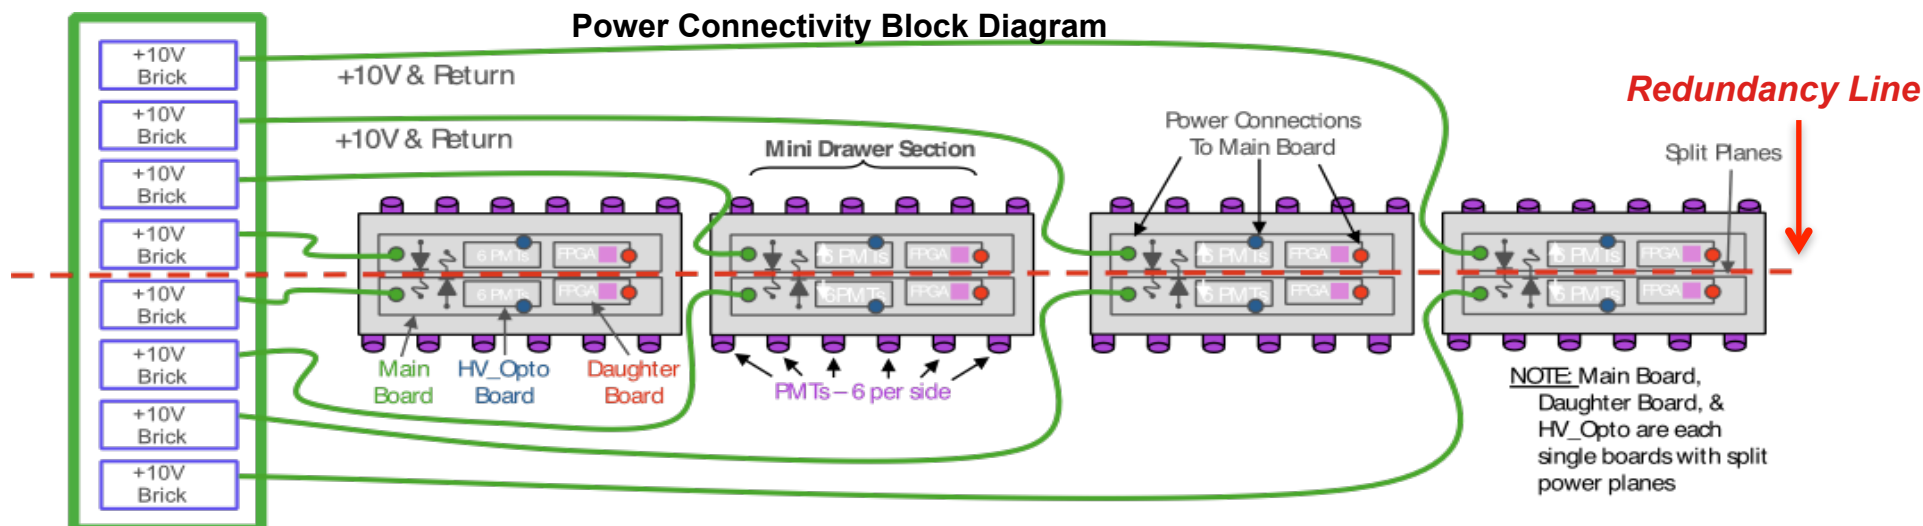 Power Connectivity Block Diagram
+10V
Brick
+10V & Return
+10V
Brick
+10V & Return
+10V
Brick
+10V
Brick
+10V
Brick
+10V
Brick
+10V
Brick
+10V
Brick
Mini Drawer Section
Power Connections
To Main Board
Redundancy Line
Split Planes
6 PMTs
FPGA
6 PMTs
FPGA
6 PMTs
FPGA
6PMTs
FPGA
6 PMTs
FPGA
6 PMTs
FPGA
6 PMTs
FPGA
6 PMTs
FPGA
Main
Board
HV_Opto
Board
Daughter
Board
PMTs – 6 per side
NOTE: Main Board,
Daughter Board, &
HV_Opto are each
single boards with split
power planes